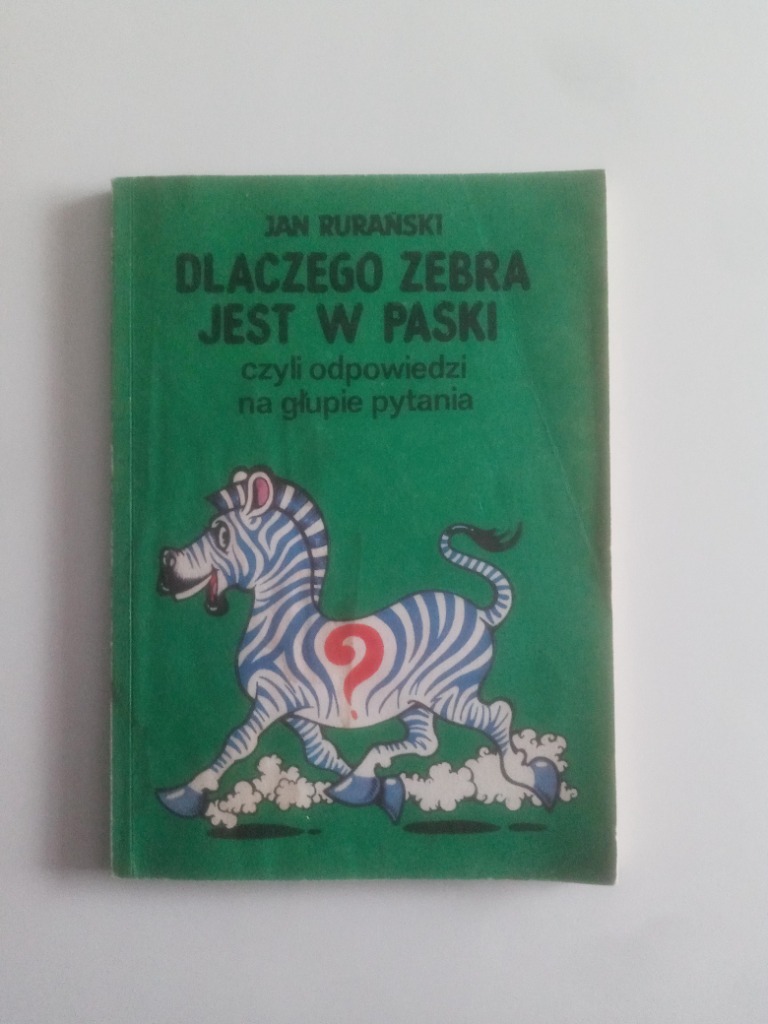 JAN RURAŃSKI
DLACZEGO ZEBRA
JEST W PASKI
czyli odpowiedzi
na głupie pytania
?